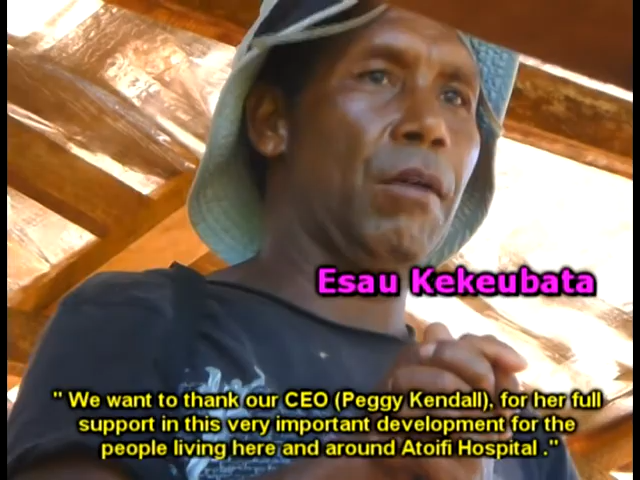 Esau Kekeubata
" We want to thank our CEO (Peggy Kendall), for her full
support in this very important development for the
people living here and around Atoifi Hospital ."